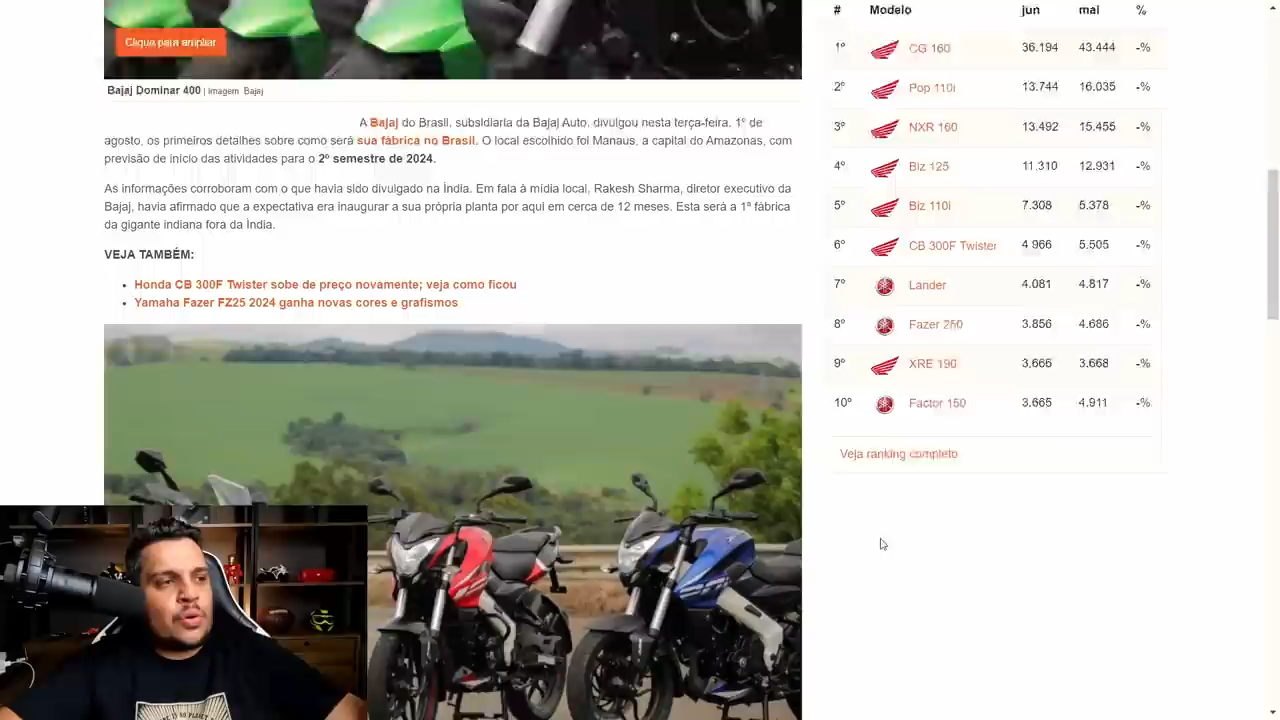 Clique para ampliar
Bajaj Dominar 400 | Imagem Bajaj
A Bajaj do Brasil, subsidiária da Bajaj Auto, divulgou nesta terça-feira, 1º de
agosto, os primeiros detalhes sobre como será sua fábrica no Brasil. O local escolhido foi Manaus, a capital do Amazonas, com
previsão de início das atividades para o 2º semestre de 2024.
As informações corroboram com o que havia sido divulgado na Índia. Em fala à mídia local, Rakesh Sharma, diretor executivo da
Bajaj, havia afirmado que a expectativa era inaugurar a sua própria planta por aqui em cerca de 12 meses. Esta será a 1ª fábrica
da gigante indiana fora da Índia.
VEJA TAMBÉM:
• Honda CB 300F Twister sobe de preço novamente; veja como ficou
• Yamaha Fazer FZ25 2024 ganha novas cores e grafismos
# Modelo jun mai %
1º CG 160 36.194 43.444 -%
2º Pop 110i 13.744 16.035 -%
3º NXR 160 13.492 15.455 -%
4º Biz 125 11.310 12.931 -%
5º Biz 110i 7.308 5.378 -%
6º CB 300F Twister 4.966 5.505 -%
7º Lander 4.081 4.817 -%
8º Fazer 250 3.856 4.686 -%
9º XRE 190 3.666 3.668 -%
10º Factor 150 3.665 4.911 -%
Veja ranking completo